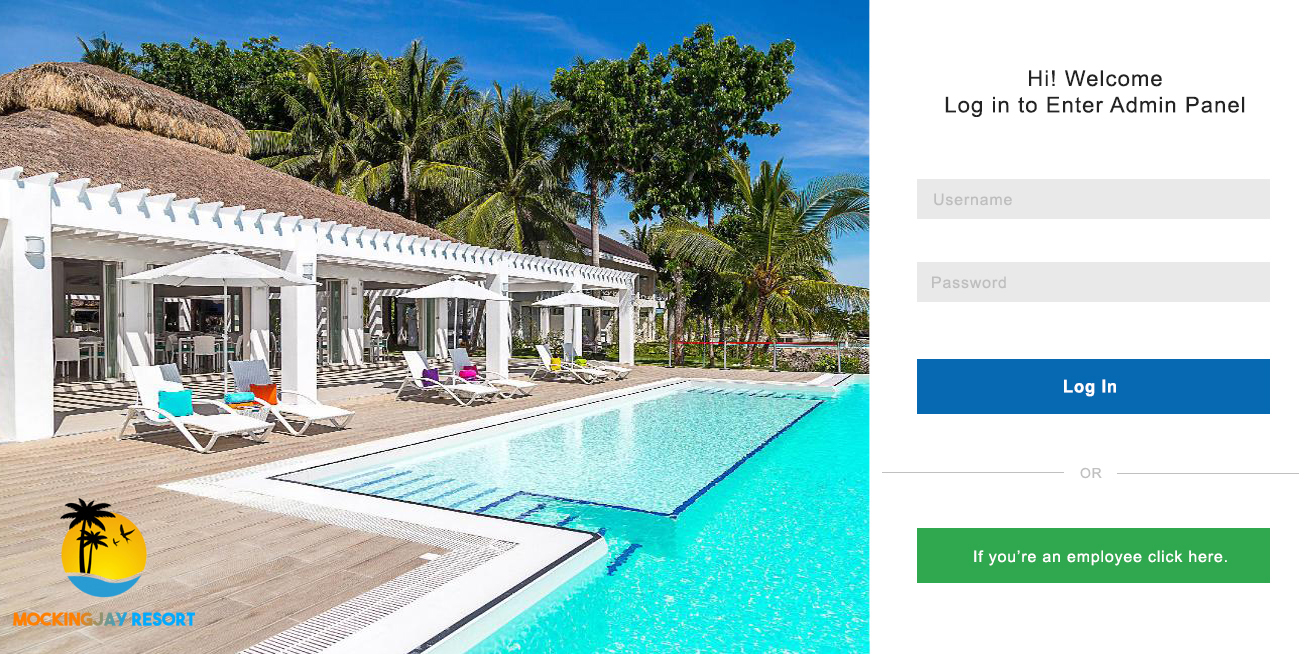 Hi! Welcome
Log in to Enter Admin Panel
Username
Password
Log In
OR
If you're an employee click here.
MOCKINGJAY RESORT